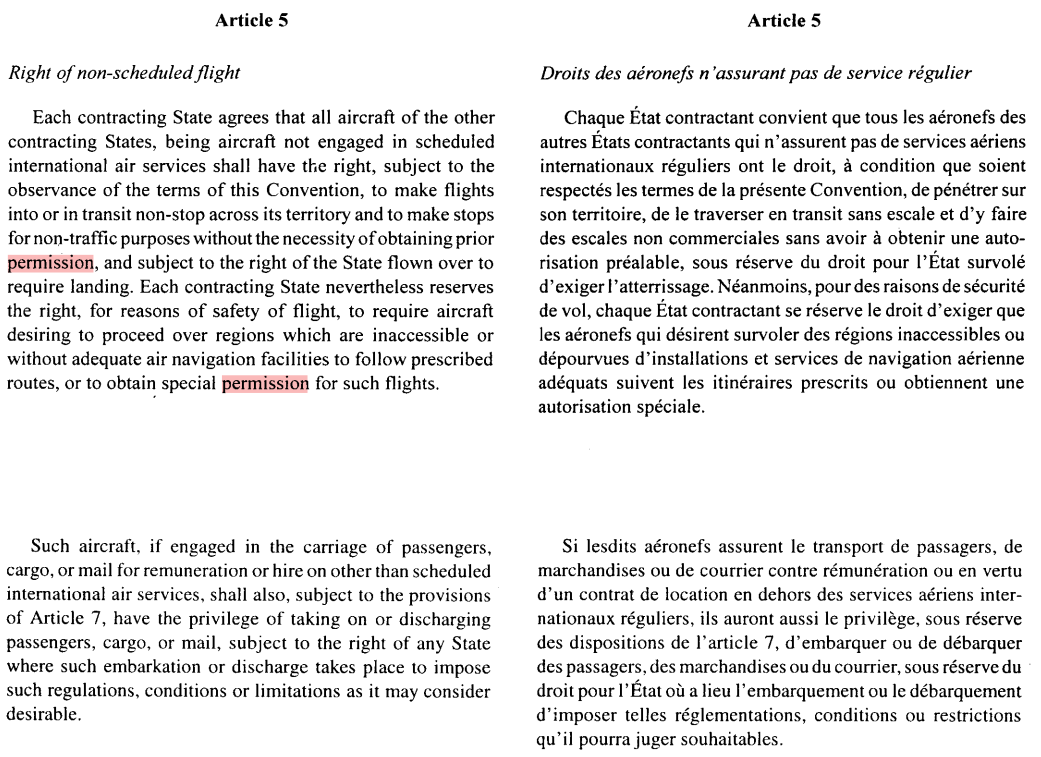 Article 5
Right of non-scheduled flight
Each contracting State agrees that all aircraft of the other
contracting States, being aircraft not engaged in scheduled
international air services shall have the right, subject to the
observance of the terms of this Convention, to make flights
into or in transit non-stop across its territory and to make stops
for non-traffic purposes without the necessity of obtaining prior
permission, and subject to the right of the State flown over to
require landing. Each contracting State nevertheless reserves
the right, for reasons of safety of flight, to require aircraft
desiring to proceed over regions which are inaccessible or
without adequate air navigation facilities to follow prescribed
routes, or to obtain special permission for such flights.
Such aircraft, if engaged in the carriage of passengers,
cargo, or mail for remuneration or hire on other than scheduled
international air services, shall also, subject to the provisions
of Article 7, have the privilege of taking on or discharging
passengers, cargo, or mail, subject to the right of any State
where such embarkation or discharge takes place to impose
such regulations, conditions or limitations as it may consider
desirable.
Article 5
Droits des aéronefs n'assurant pas de service régulier
Chaque État contractant convient que tous les aéronefs des
autres États contractants qui n'assurent pas de services aériens
internationaux réguliers ont le droit, à condition que soient
respectés les termes de la présente Convention, de pénétrer sur
son territoire, de le traverser en transit sans escale et d'y faire
des escales non commerciales sans avoir à obtenir une auto-
risation préalable, sous réserve du droit pour l'État survolé
d'exiger l'atterrissage. Néanmoins, pour des raisons de sécurité
de vol, chaque État contractant se réserve le droit d'exiger que
les aéronefs qui désirent survoler des régions inaccessibles ou
dépourvues d'installations et services de navigation aérienne
adéquats suivent les itinéraires prescrits ou obtiennent une
autorisation spéciale.
Si lesdits aéronefs assurent le transport de passagers, de
marchandises ou de courrier contre rémunération ou en vertu
d'un contrat de location en dehors des services aériens inter-
nationaux réguliers, ils auront aussi le privilège, sous réserve
des dispositions de l'article 7, d'embarquer ou de débarquer
des passagers, des marchandises ou du courrier, sous réserve du
droit pour l'État où a lieu l'embarquement ou le débarquement
d'imposer telles réglementations, conditions ou restrictions
qu'il pourra juger souhaitables.